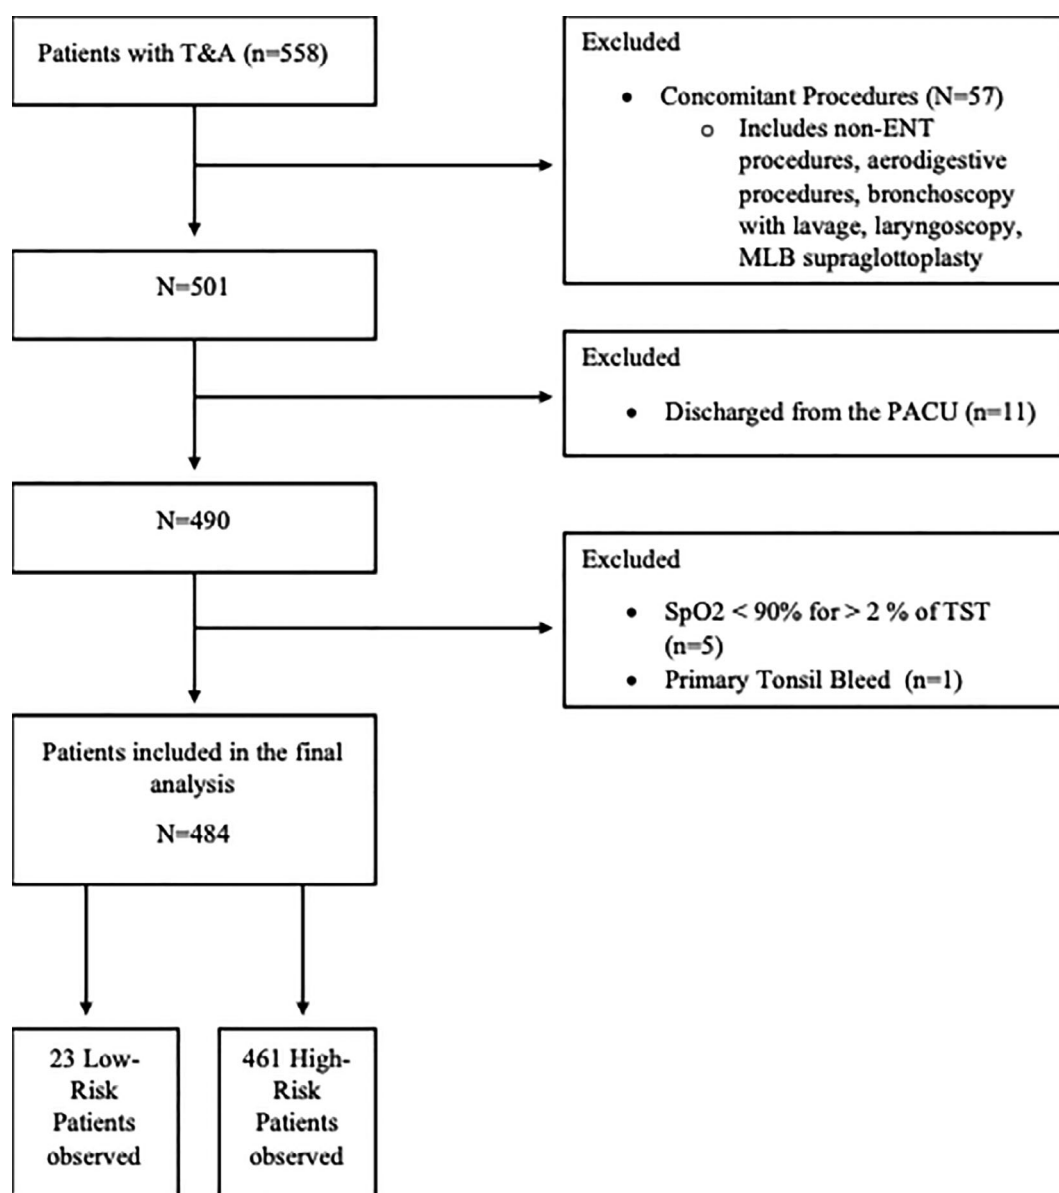 Patients with T&A (n=558)
Excluded
• Concomitant Procedures (N=57)
o Includes non-ENT
procedures, aerodigestive
procedures, bronchoscopy
with lavage, laryngoscopy,
MLB supraglottoplasty
N=501
Excluded
• Discharged from the PACU (n=11)
N=490
Excluded
• SpO2 < 90% for > 2 % of TST
(n=5)
• Primary Tonsil Bleed (n=1)
Patients included in the final
analysis
N=484
23 Low-
Risk
Patients
observed
461 High-
Risk
Patients
observed